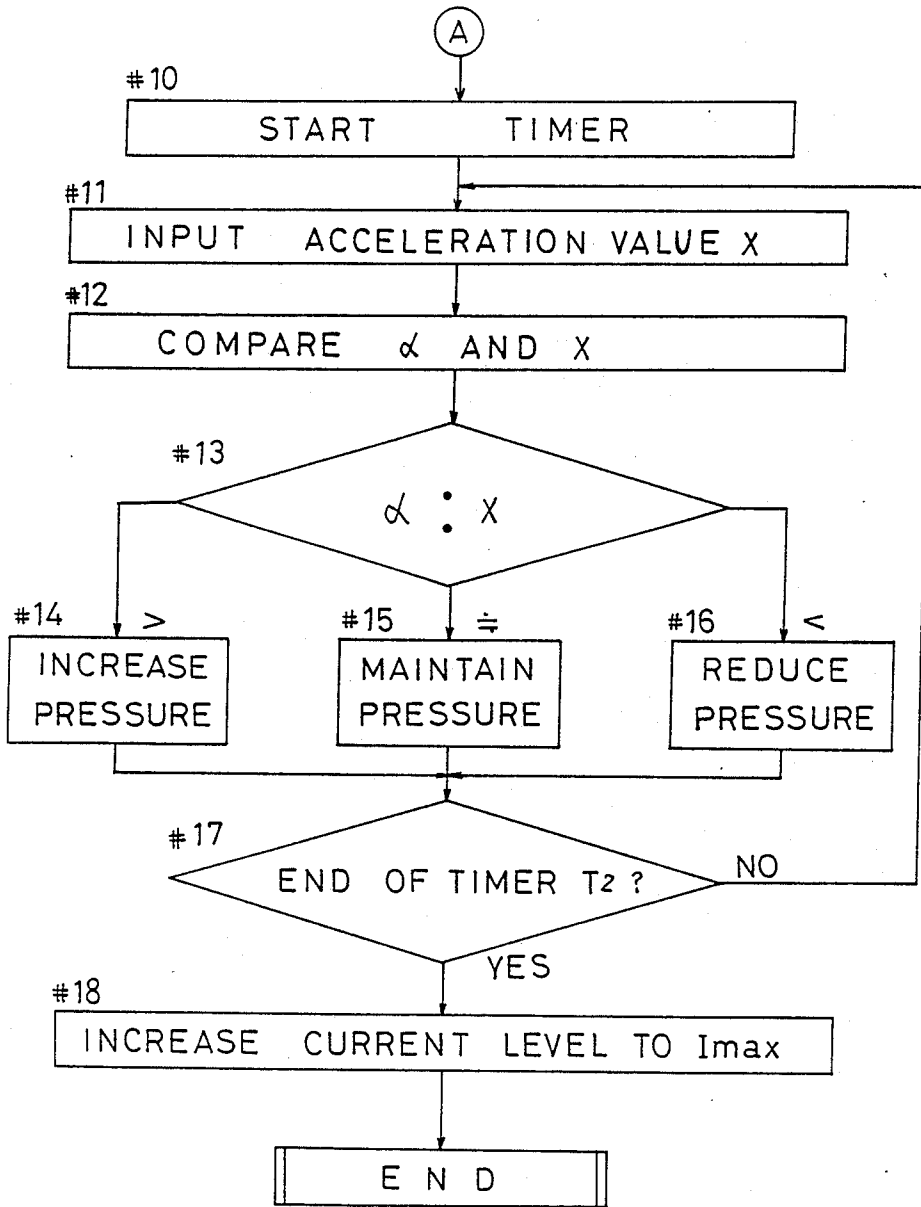 A
#10
START TIMER
#11
INPUT ACCELERATION VALUE X
#12
COMPARE α AND X
#13
α : X
#14 >
INCREASE
PRESSURE
#15 ≒
MAINTAIN
PRESSURE
#16 <
REDUCE
PRESSURE
#17
END OF TIMER T2 ?
NO
YES
#18
INCREASE CURRENT LEVEL TO Imax
END